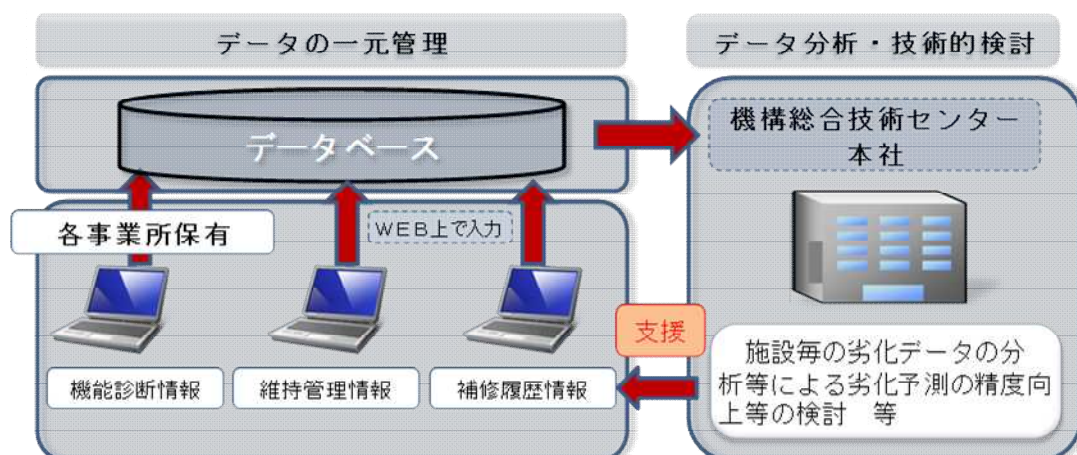 データの一元管理
データベース
各事業所保有
WEB上で入力
機能診断情報
維持管理情報
補修履歴情報
データ分析・技術的検討
機構総合技術センター
本社
支援
施設毎の劣化データの分
析等による劣化予測の精度向
上等の検討　等